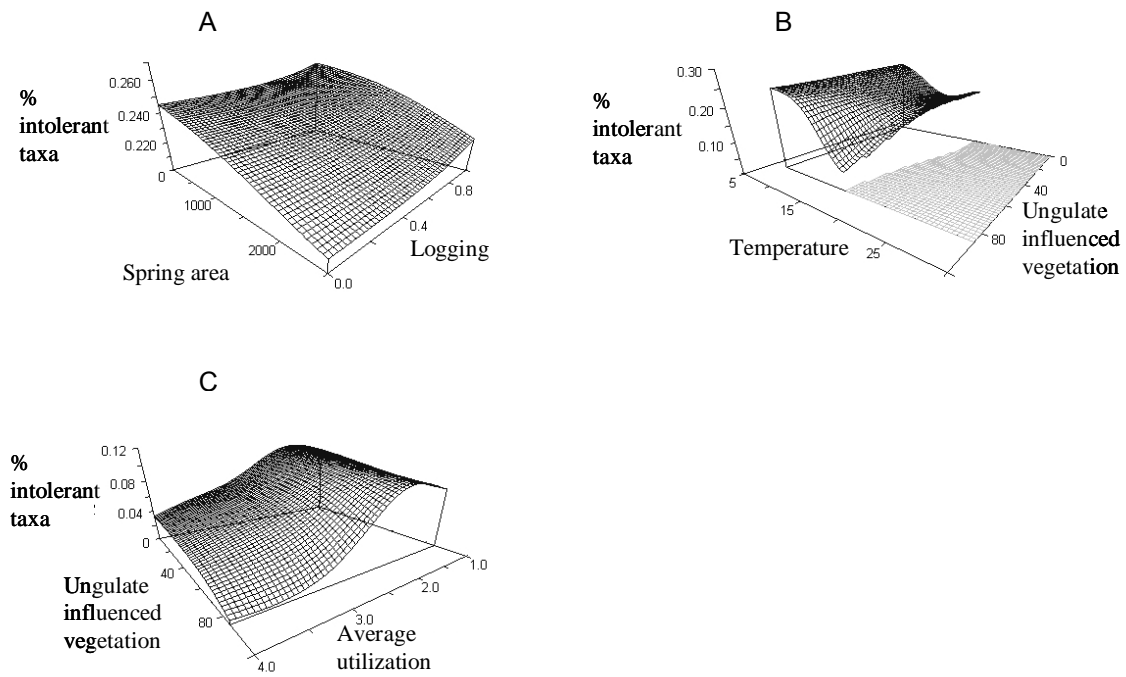 A
%
intolerant
taxa
0.260
0.240
0.220
0
1000
2000
Spring area
0.0
0.4
0.8
Logging
B
%
intolerant
taxa
0.30
0.20
0.10
5
15
25
Temperature
0
40
80
Ungulate
influenced
vegetation
C
%
intolerant
taxa
0.12
0.08
0.04
0
40
80
Ungulate
influenced
vegetation
4.0
3.0
2.0
1.0
Average
utilization